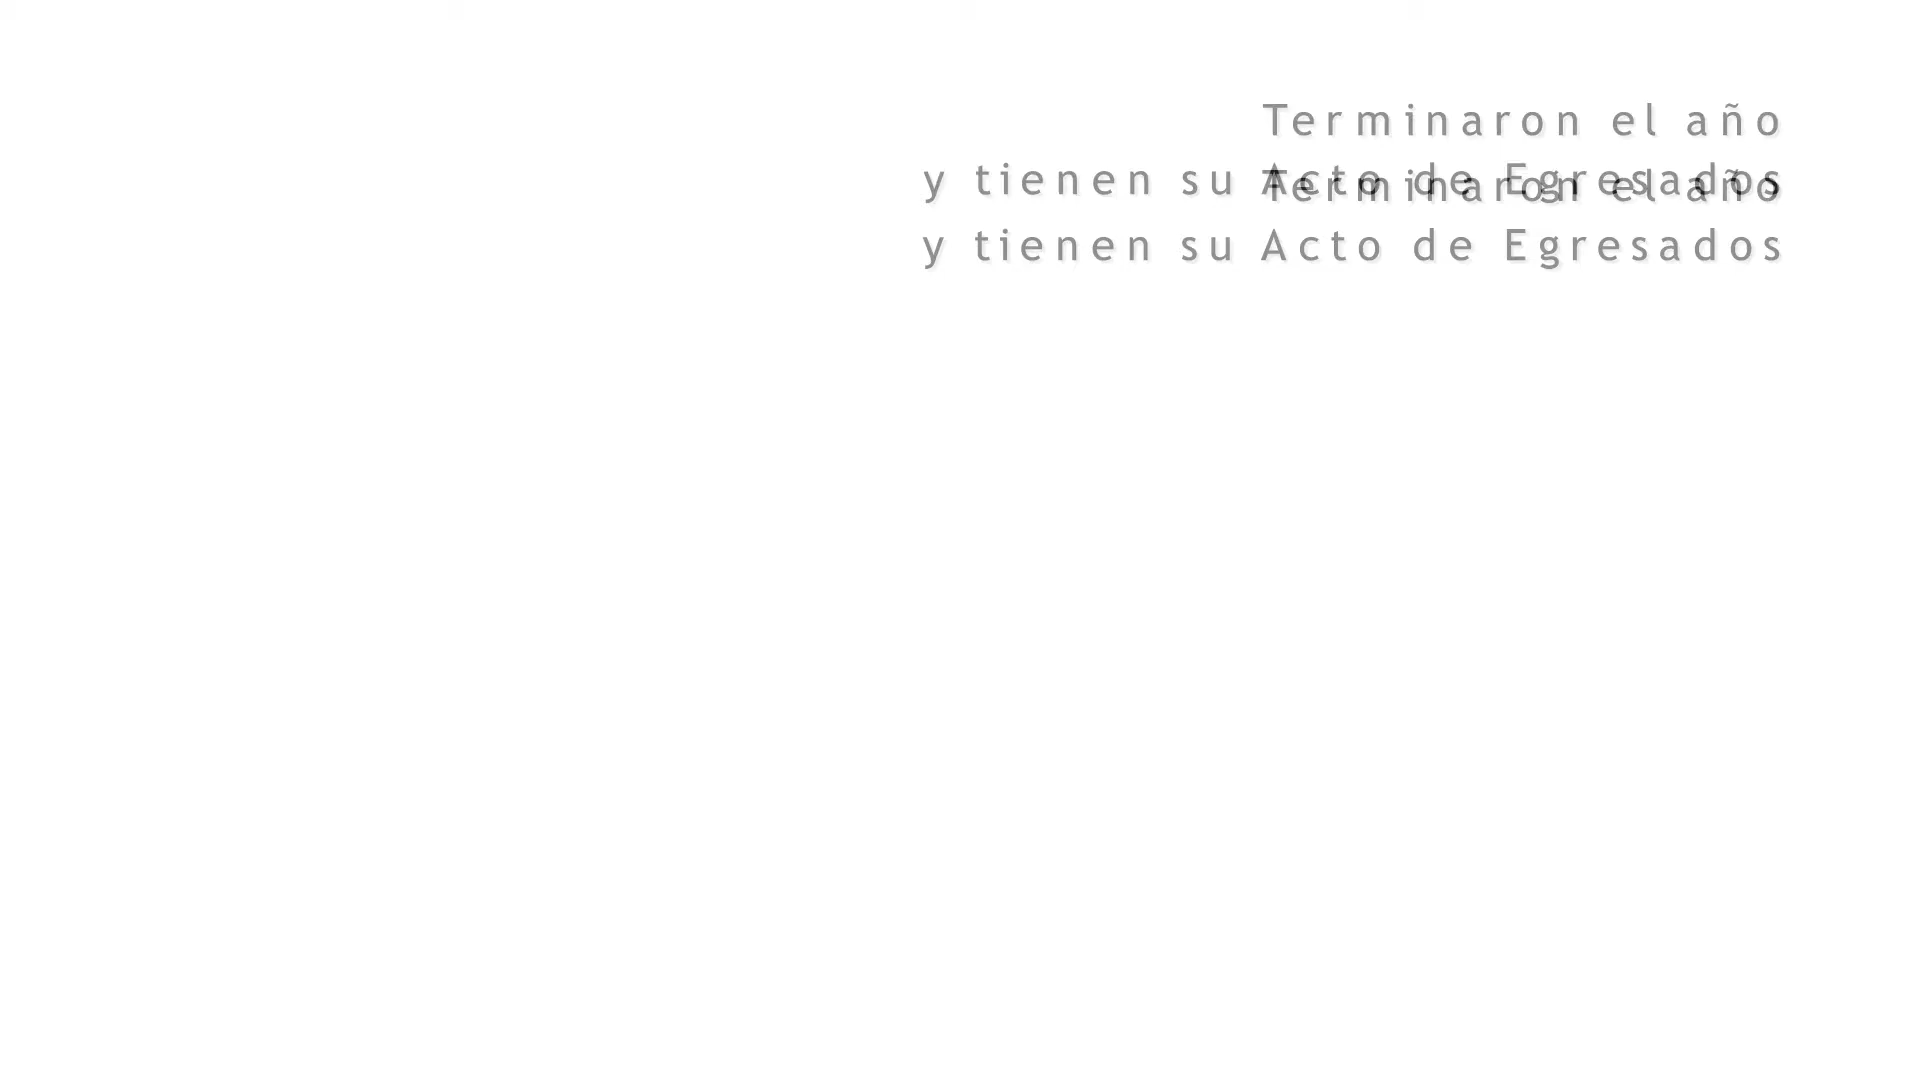 Terminaron el año
y tienen su Acto de Egresados
Terminaron el año
y tienen su Acto de Egresados